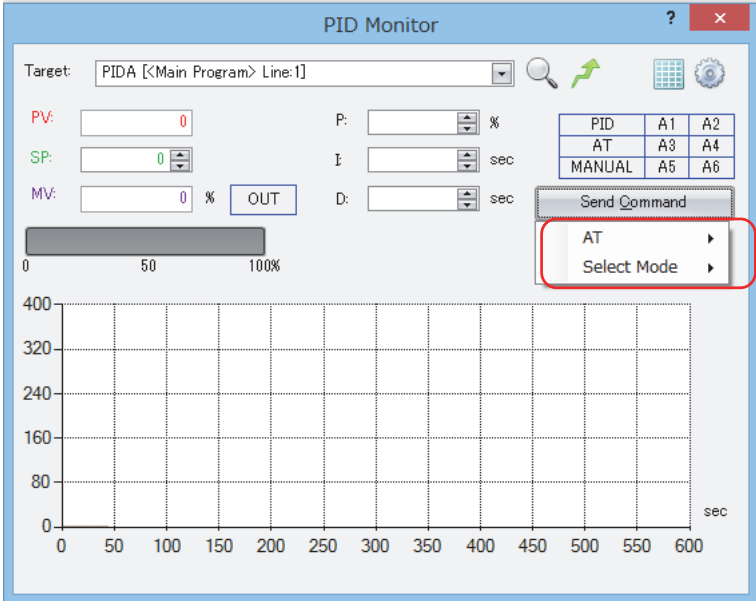 PID Monitor ? ×
Target: PIDA [<Main Program> Line:1]
PV: 0 P: % PID A1 A2
SP: 0 I: sec AT A3 A4
MV: 0 % OUT D: sec MANUAL A5 A6
Send Command
AT
Select Mode
0 50 100%
400
320
240
160
80
0
sec
0 50 100 150 200 250 300 350 400 450 500 550 600